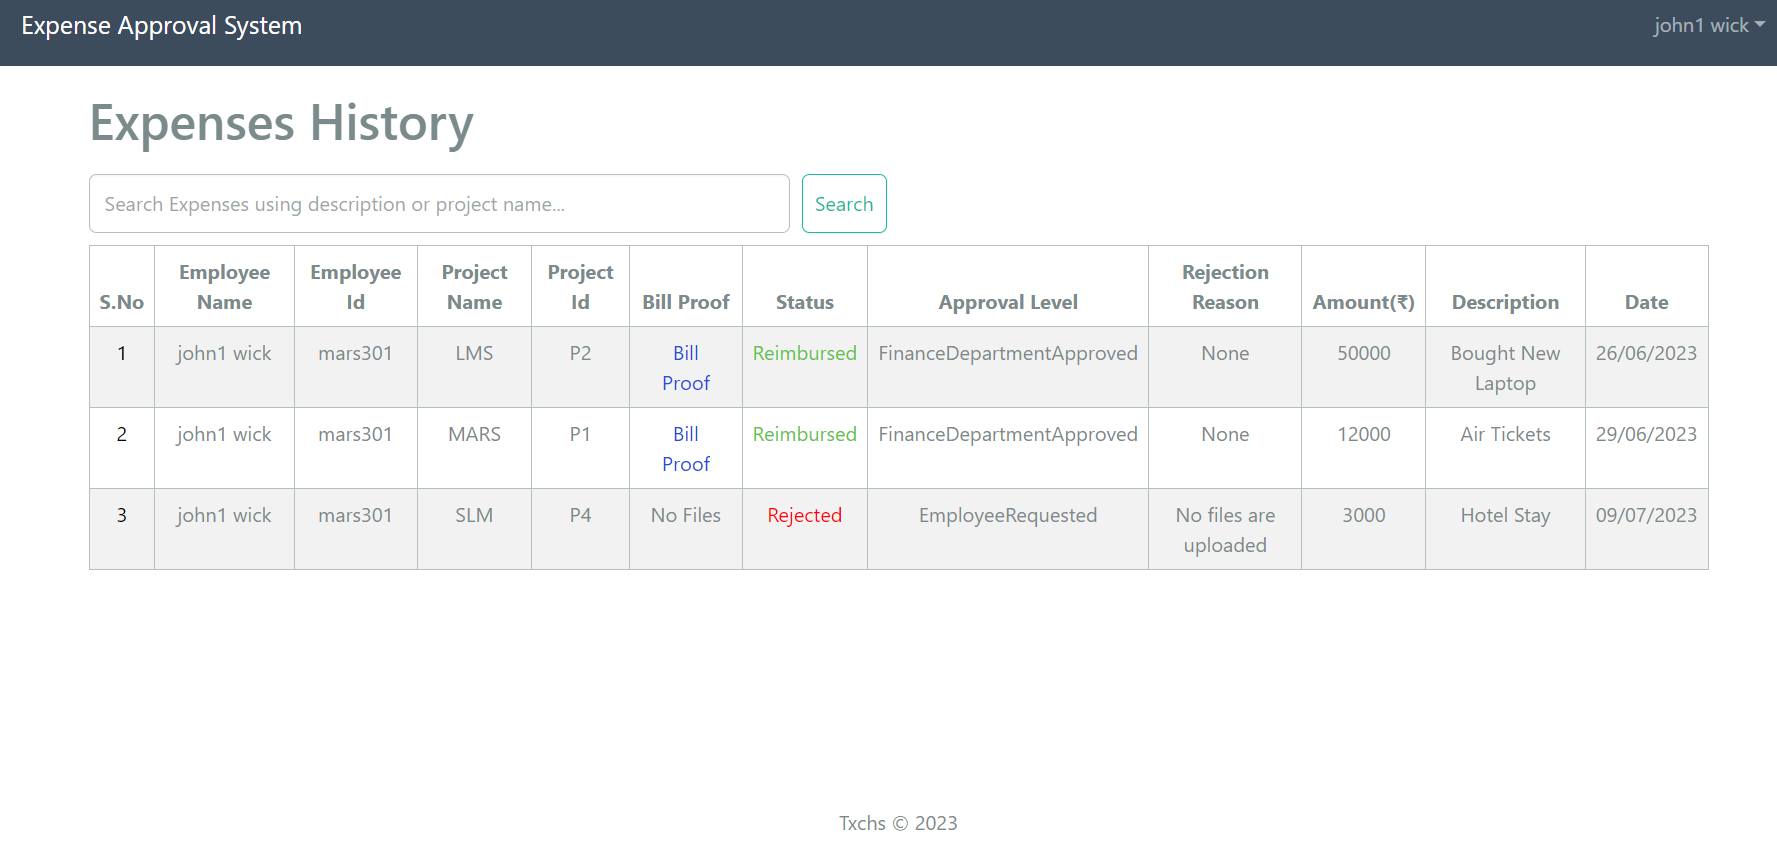 Expense Approval System
john1 wick
Expenses History
Search Expenses using description or project name...
Search
S.No Employee Name Employee Id Project Name Project Id Bill Proof Status Approval Level Rejection Reason Amount(₹) Description Date
1 john1 wick mars301 LMS P2 Bill Proof Reimbursed FinanceDepartmentApproved None 50000 Bought New Laptop 26/06/2023
2 john1 wick mars301 MARS P1 Bill Proof Reimbursed FinanceDepartmentApproved None 12000 Air Tickets 29/06/2023
3 john1 wick mars301 SLM P4 No Files Rejected EmployeeRequested No files are uploaded 3000 Hotel Stay 09/07/2023
Txchs © 2023